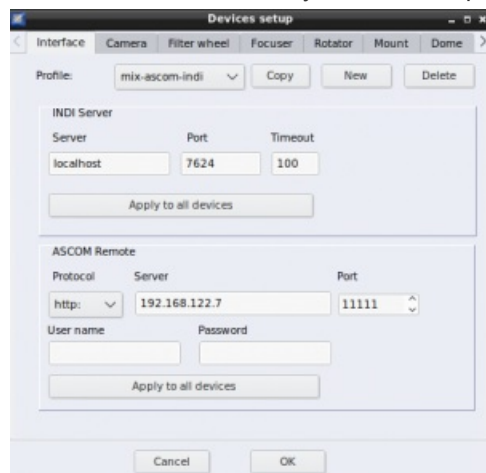 Devices setup
Interface Camera Filter wheel Focuser Rotator Mount Dome
Profile: mix-ascom-indi Copy New Delete
INDI Server
Server Port Timeout
localhost 7624 100
Apply to all devices
ASCOM Remote
Protocol Server Port
http: 192.168.122.7 11111
User name Password
Apply to all devices
Cancel OK